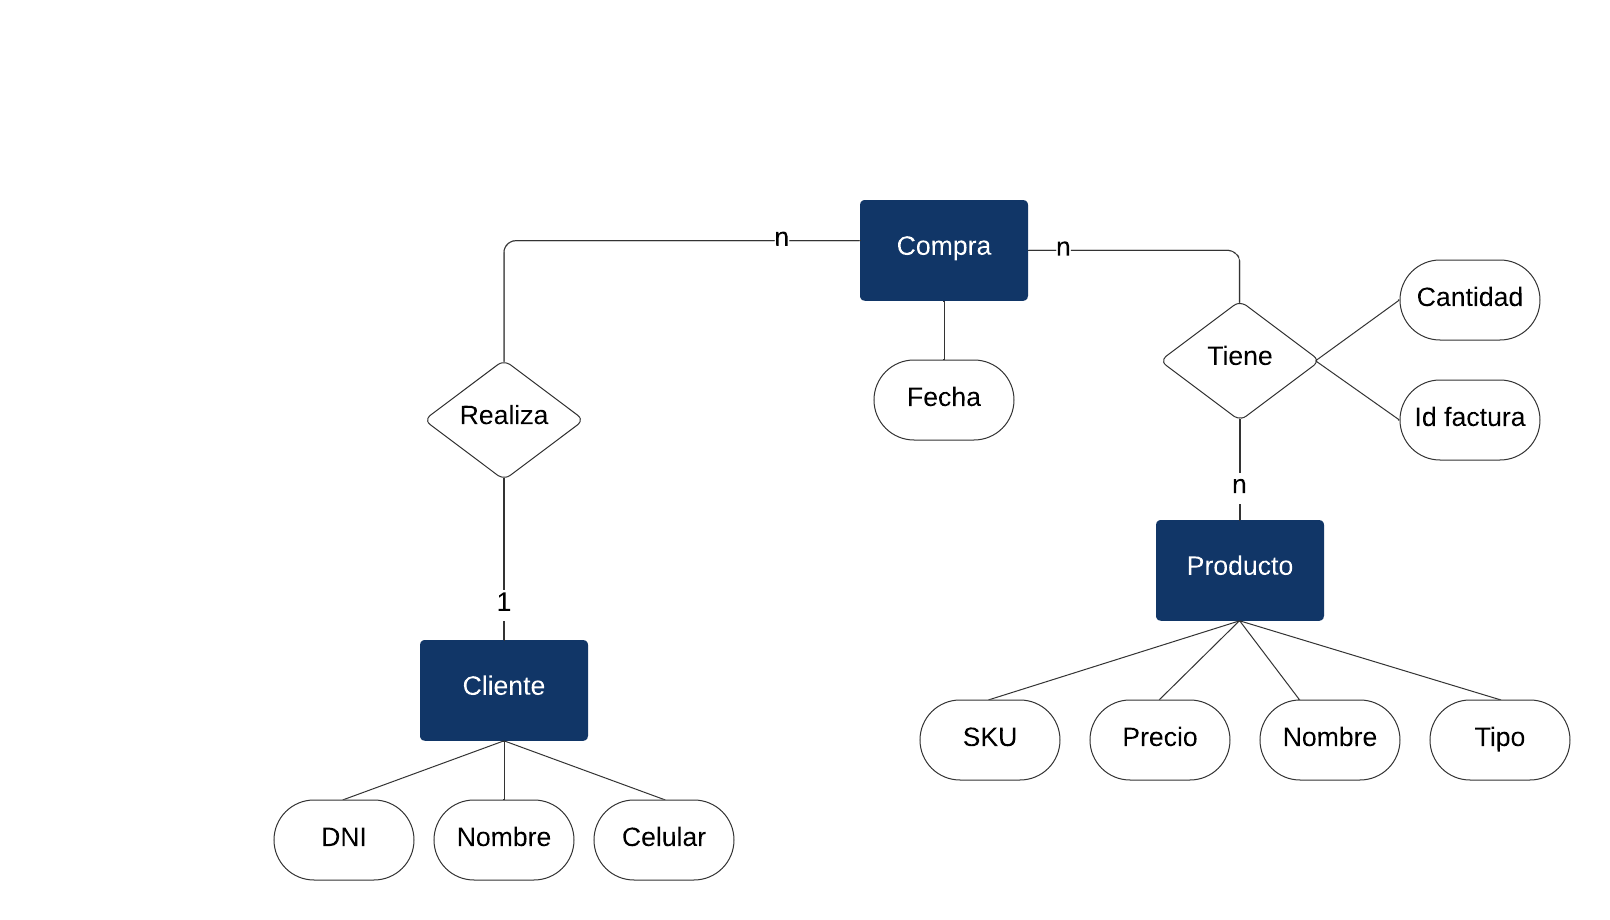 n
Compra
n
Cantidad
Tiene
Fecha
Realiza
Id factura
n
Producto
1
Cliente
SKU
Precio
Nombre
Tipo
DNI
Nombre
Celular